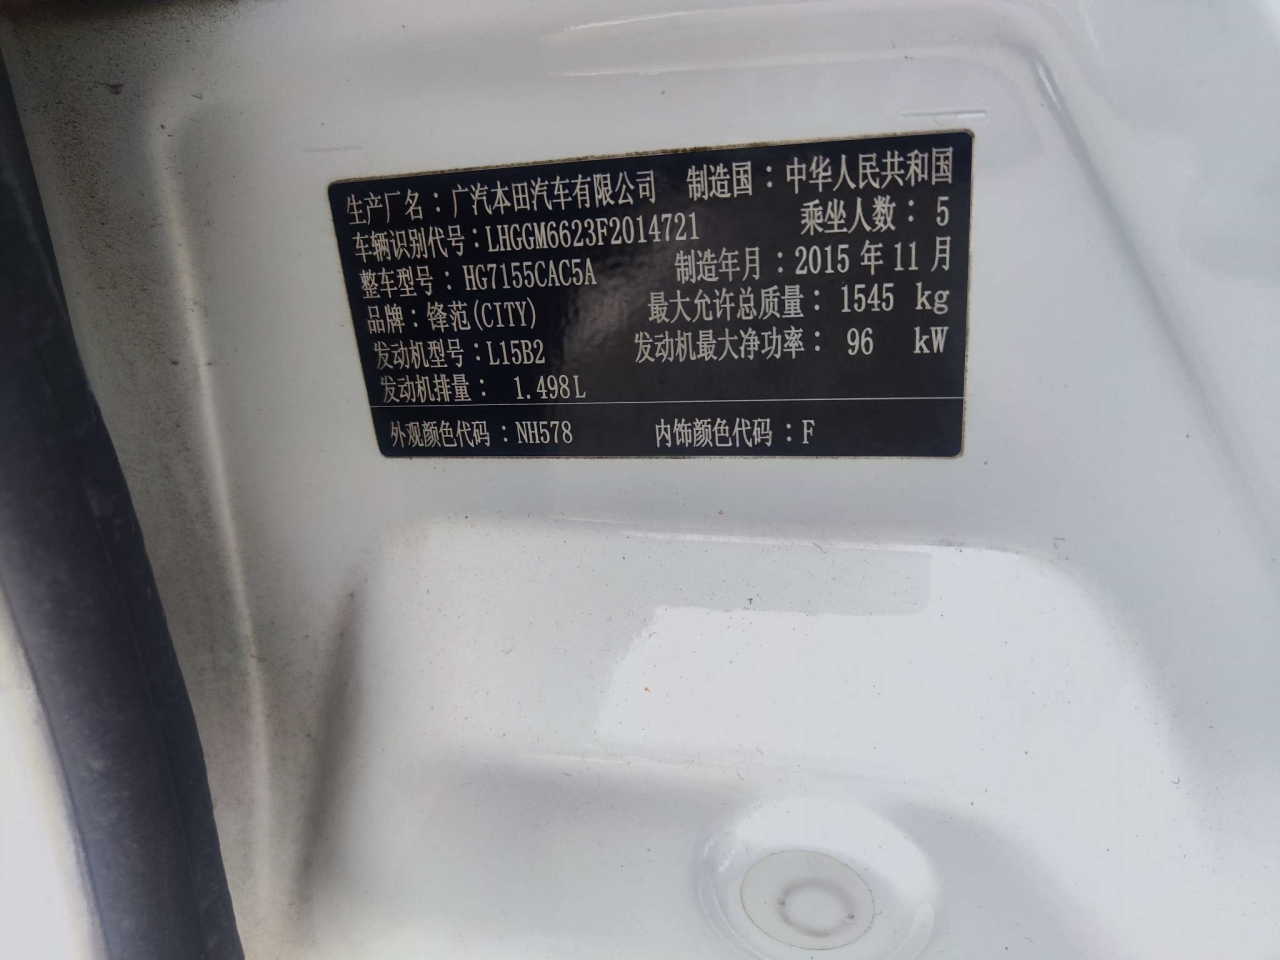 生产厂名：广汽本田汽车有限公司 制造国：中华人民共和国
车辆识别代号：LHGGM6623F2014721 乘坐人数：5
整车型号：HG7155CAC5A 制造年月：2015 年 11 月
品牌：锋范(CITY) 最大允许总质量：1545 kg
发动机型号：L15B2 发动机最大净功率：96 kW
发动机排量：1.498L
外观颜色代码：NH578 内饰颜色代码：F